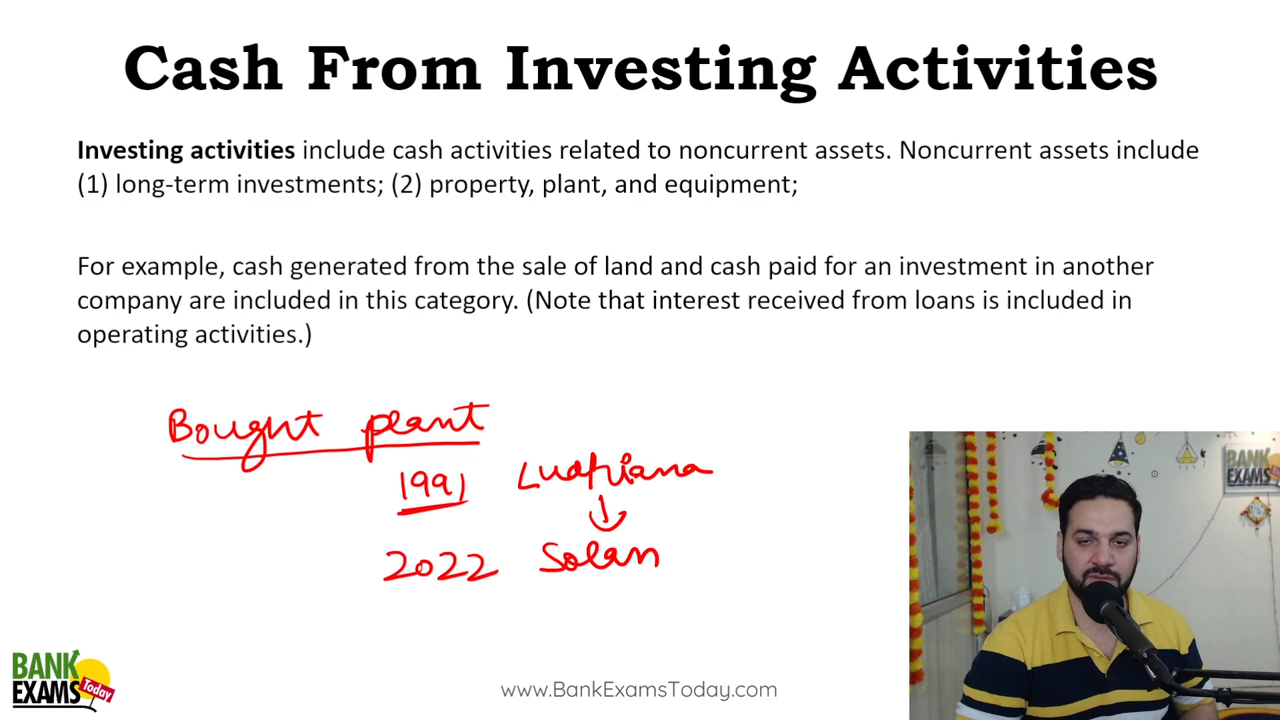 Cash From Investing Activities
Investing activities include cash activities related to noncurrent assets. Noncurrent assets include
(1) long-term investments; (2) property, plant, and equipment;
For example, cash generated from the sale of land and cash paid for an investment in another
company are included in this category. (Note that interest received from loans is included in
operating activities.)
Bought plant
1991 Ludhiana
2022 Solan
BANK
EXAMS
BANK
EXAMS
Today
www.BankExamsToday.com